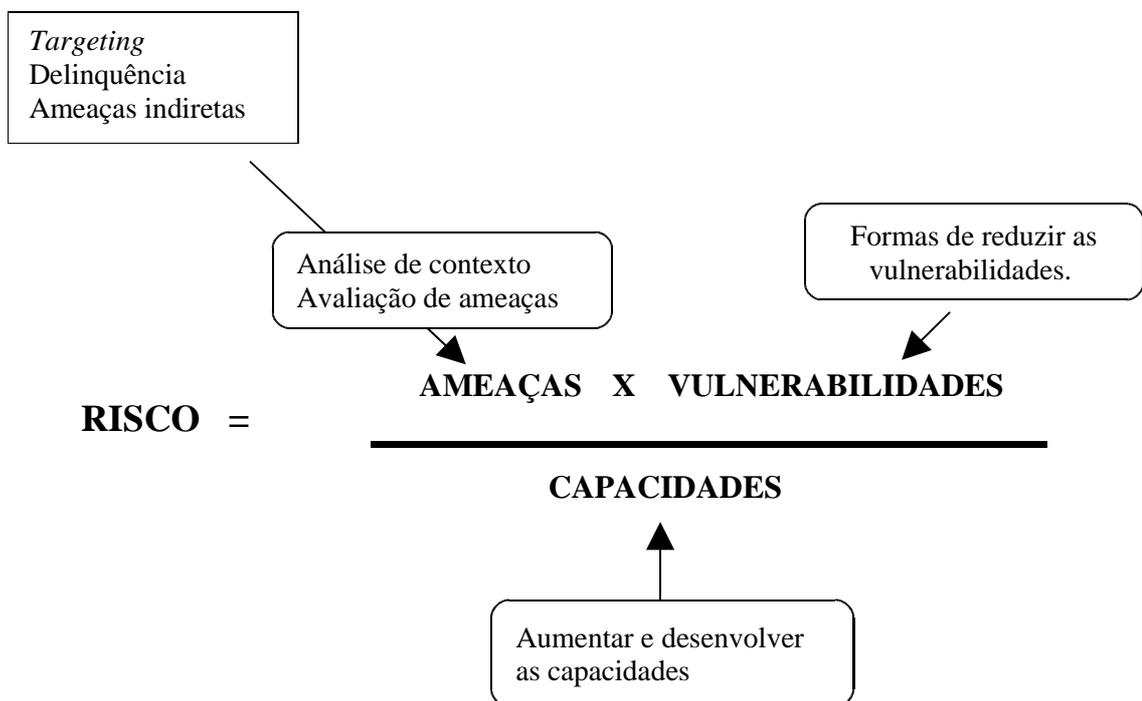 Targeting
Delinquência
Ameaças indiretas
Análise de contexto
Avaliação de ameaças
Formas de reduzir as
vulnerabilidades.
AMEAÇAS X VULNERABILIDADES
RISCO =
CAPACIDADES
Aumentar e desenvolver
as capacidades